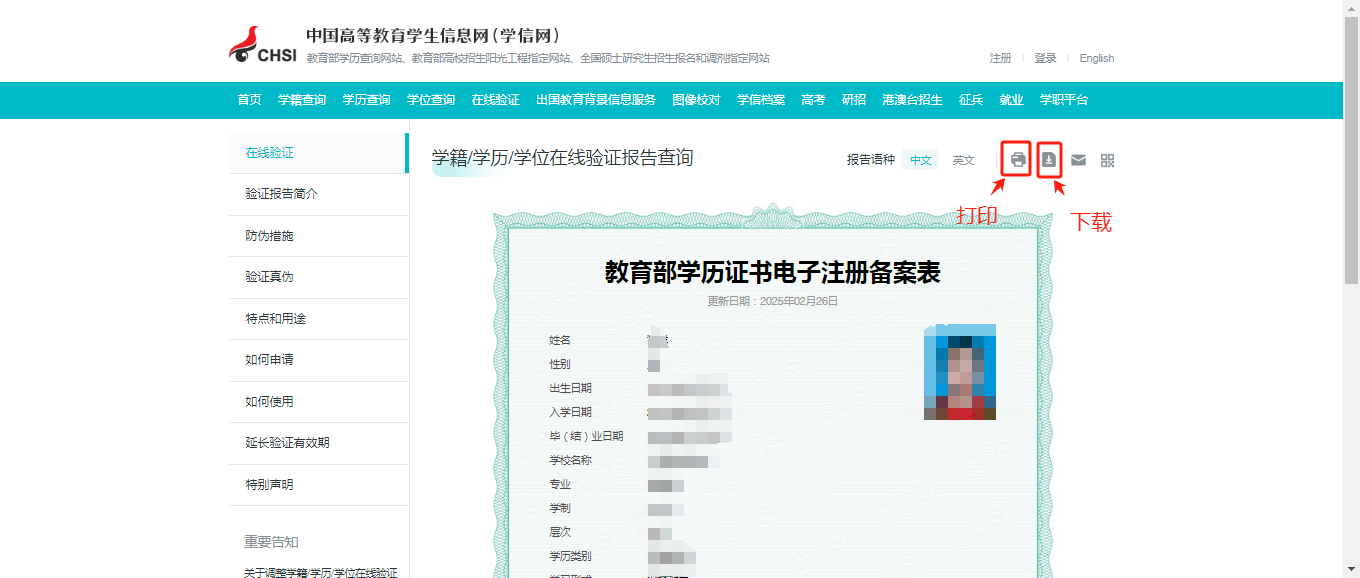 中国高等教育学生信息网(学信网)
CHSI
教育部学历查询网站、教育部高校招生阳光工程指定网站、全国硕士研究生招生报名和调剂指定网站
注册 登录 English
首页 学籍查询 学历查询 学位查询 在线验证 出国教育背景信息服务 图像校对 学信档案 高考 研招 港澳台招生 征兵 就业 学职平台
在线验证
验证报告简介
防伪措施
验证真伪
特点和用途
如何申请
如何使用
延长验证有效期
特别声明
重要告知
关于调整学籍/学历/学位在线验证
学籍/学历/学位在线验证报告查询
报告语种 中文 英文
打印
下载
教育部学历证书电子注册备案表
更新日期：2025年02月26日
姓名
性别
出生日期
入学日期
毕（结）业日期
学校名称
专业
学制
层次
学历类别